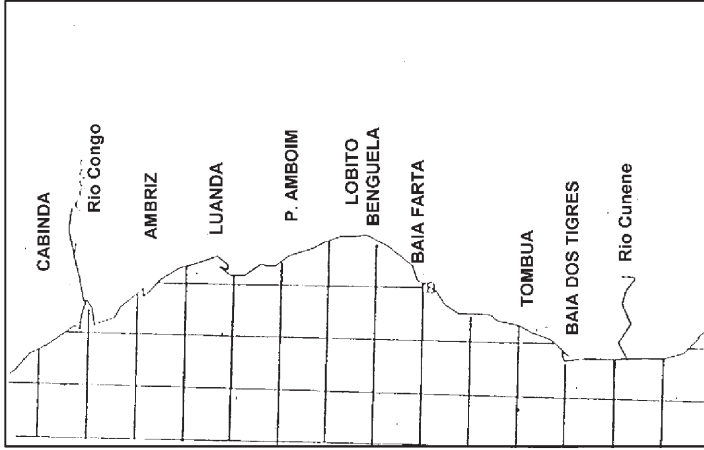 CABINDA
Rio Congo
AMBRIZ
LUANDA
P. AMBOIM
LOBITO
BENGUELA
BAIA FARTA
TOMBUA
BAIA DOS TIGRES
Rio Cunene